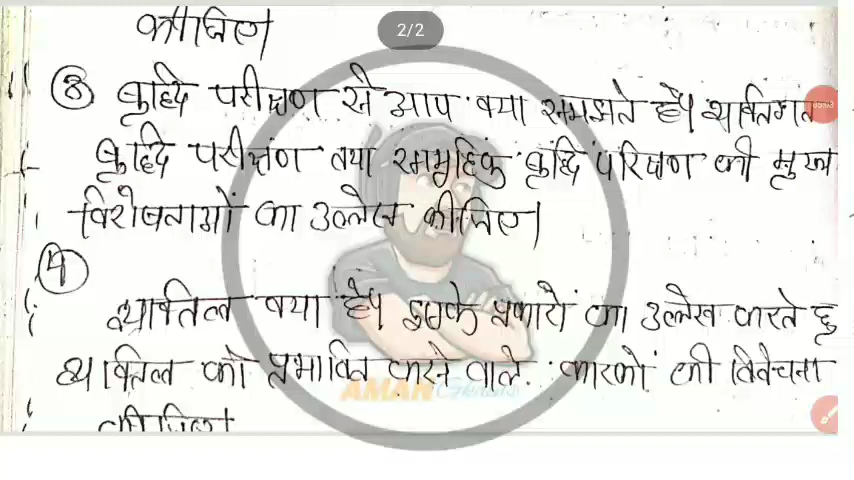 कीजिए।
2/2
③ बुद्धि परीक्षण से आप क्या समझते है। व्यक्तिगत
बुद्धि परीक्षण तथा सामुहिक बुद्धि परिक्षण की मुख्य
विशेषताओं का उल्लेख कीजिए।
④
व्यक्तित्व क्या है। इसके प्रकारों का उल्लेख करते हु
व्यक्तित्व को प्रभावित करने वाले कारकों की विवेचना
कीजिए।
AMAN